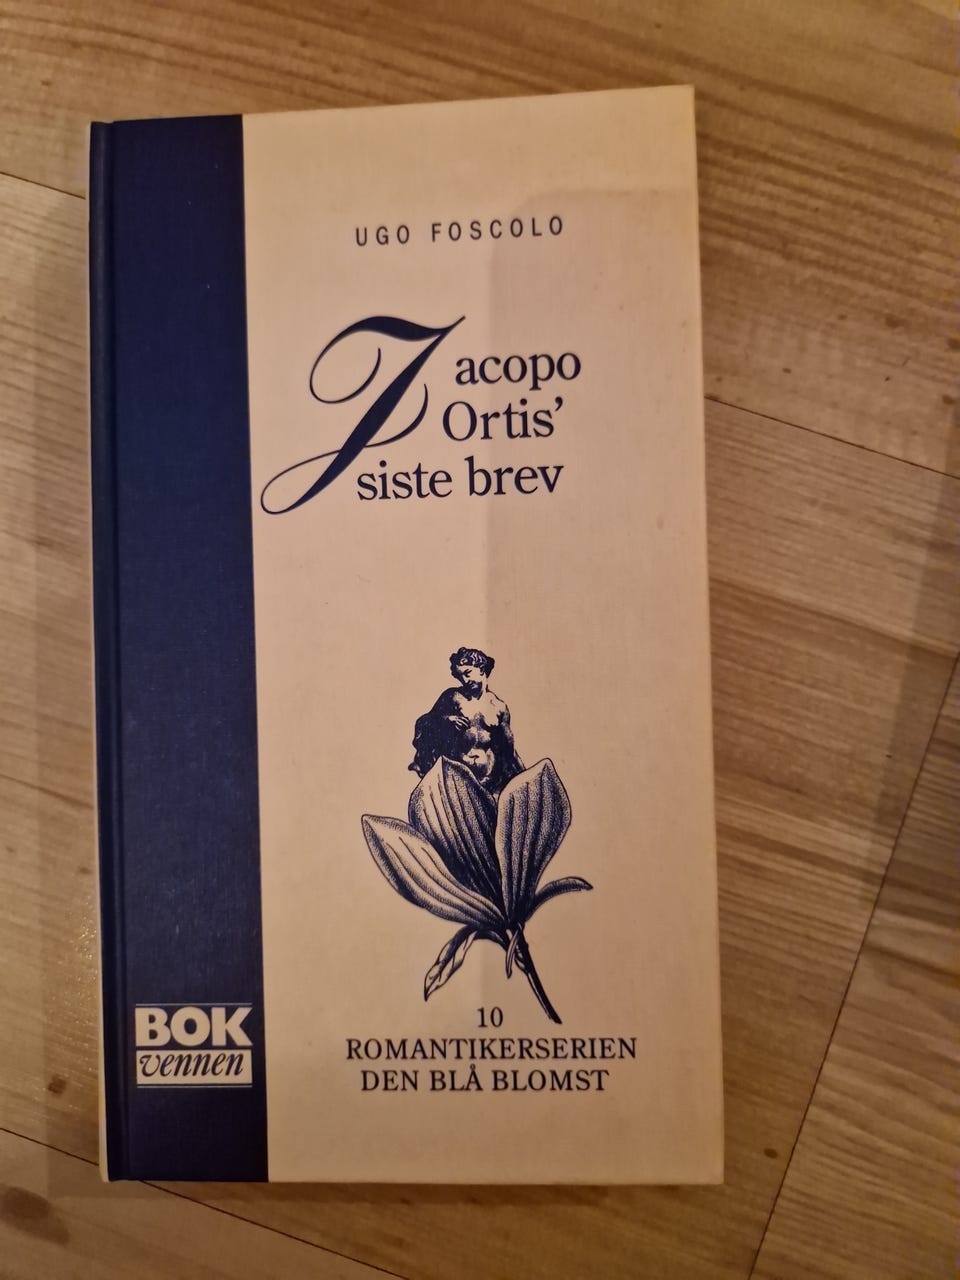 UGO FOSCOLO
Jacopo
Ortis'
siste brev
10
ROMANTIKERSERIEN
DEN BLÅ BLOMST
BOK
vennen